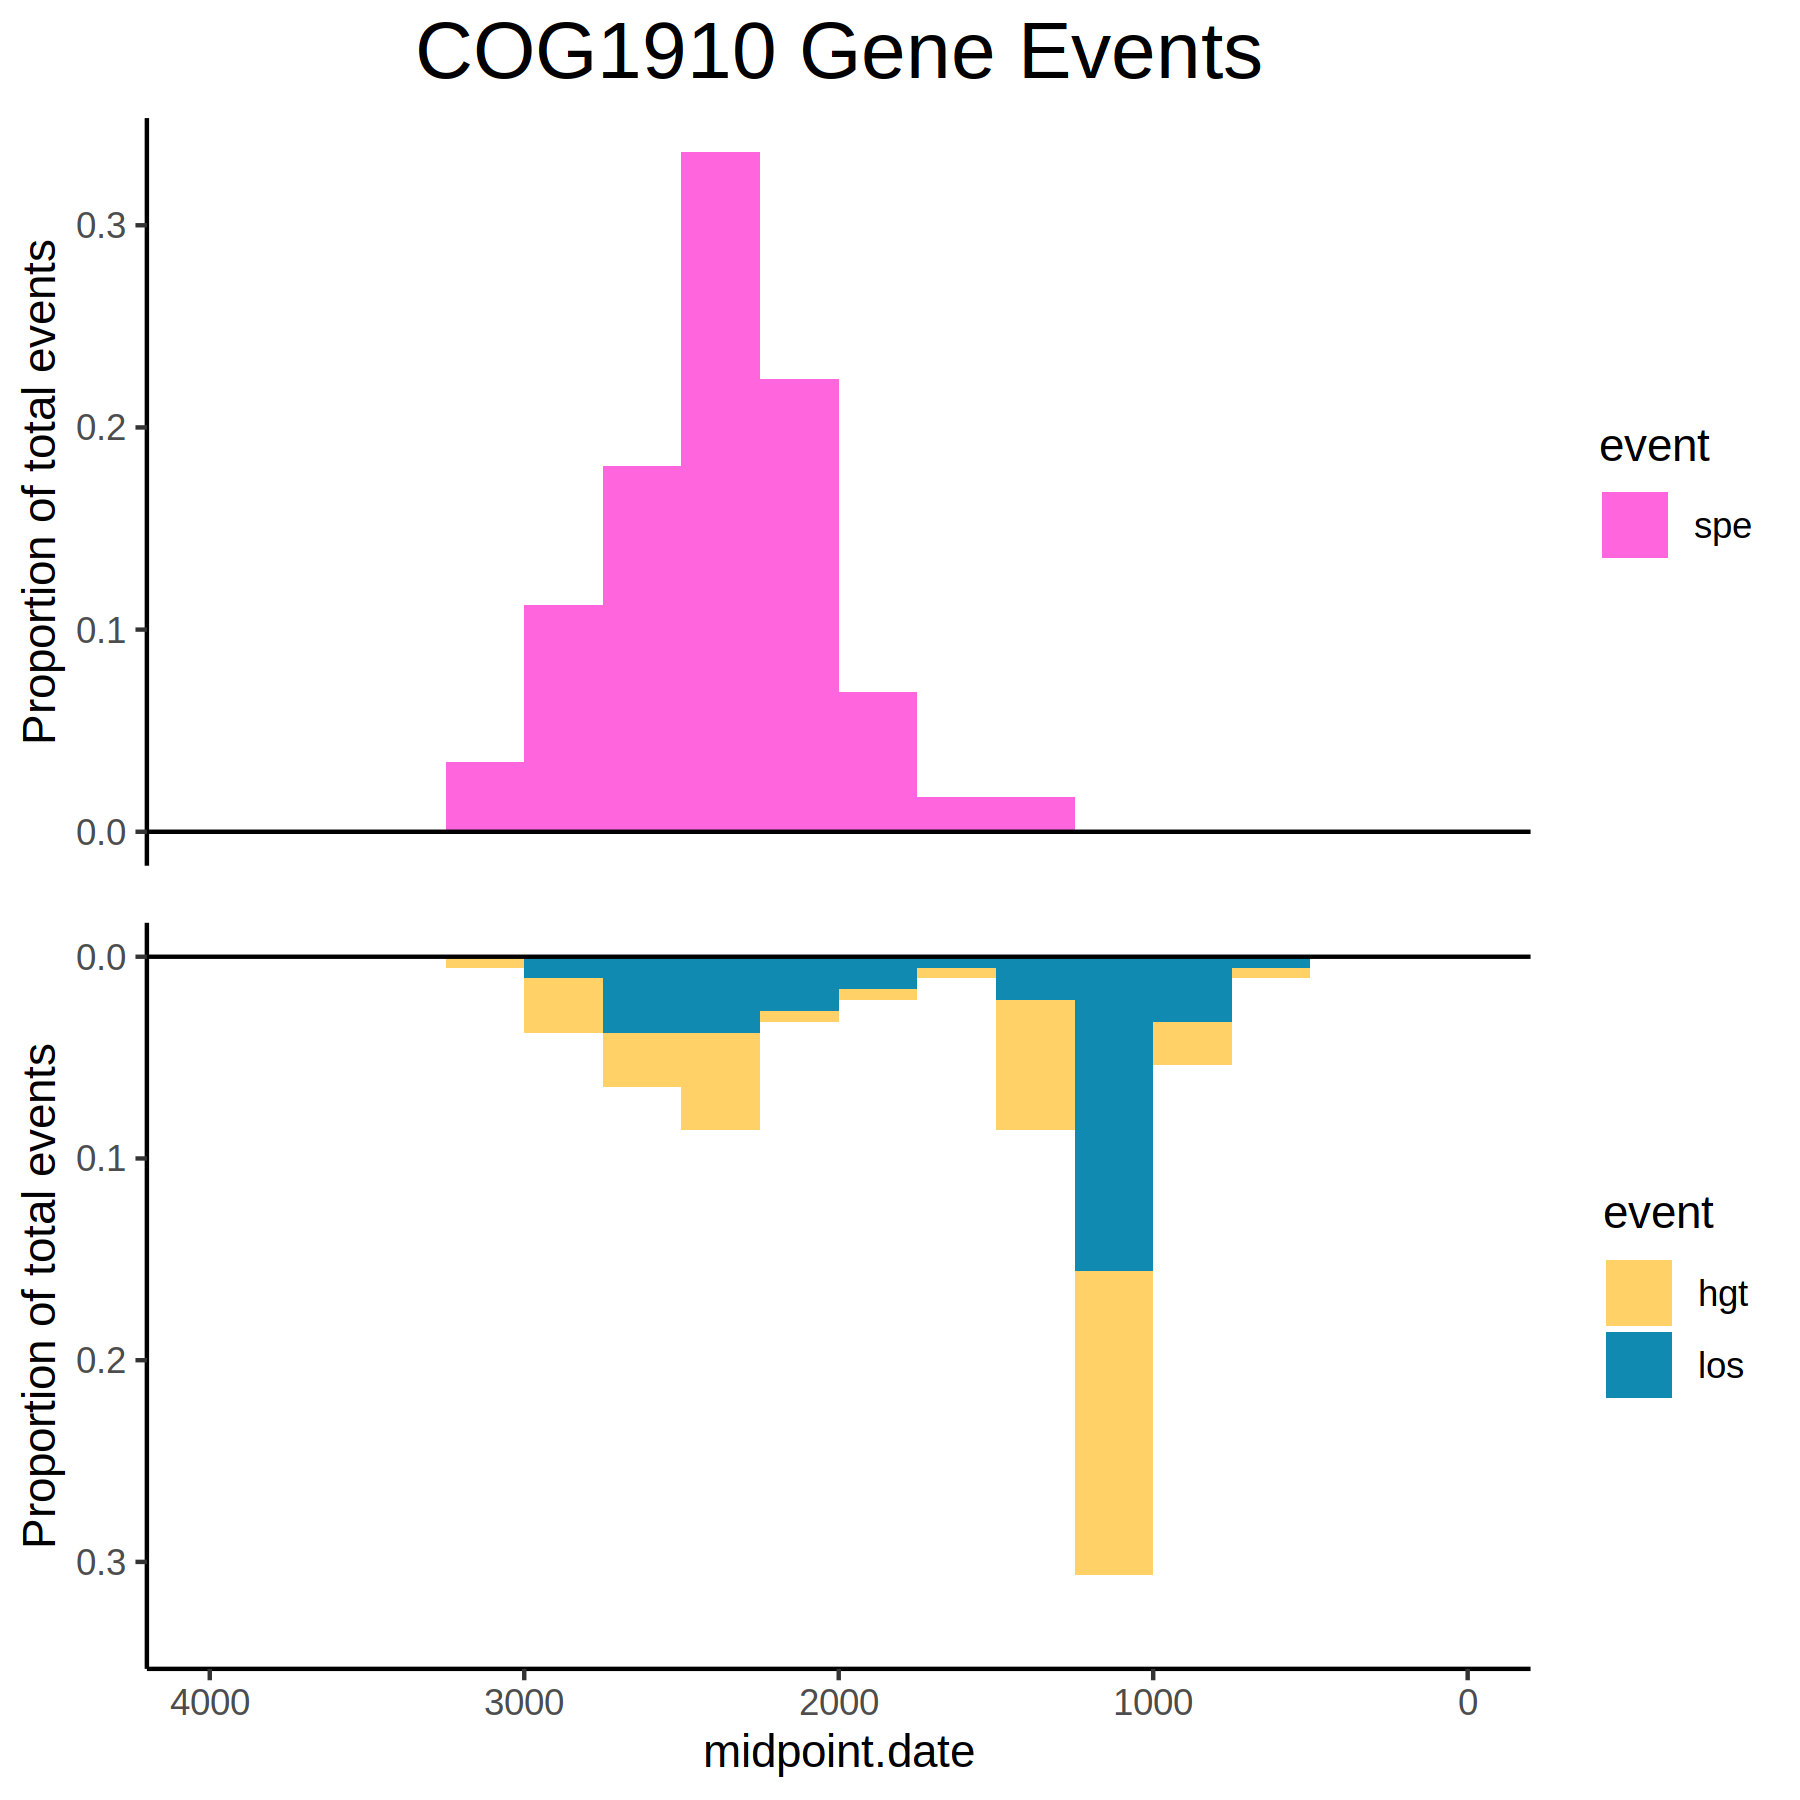 COG1910 Gene Events
Proportion of total events
0.3
0.2
0.1
0.0
event
spe
Proportion of total events
0.0
0.1
0.2
0.3
event
hgt
los
4000 3000 2000 1000 0
midpoint.date